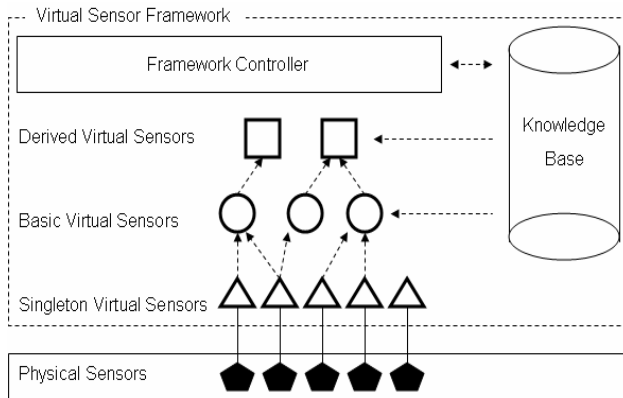 Virtual Sensor Framework
Framework Controller
Knowledge
Base
Derived Virtual Sensors
Basic Virtual Sensors
Singleton Virtual Sensors
Physical Sensors